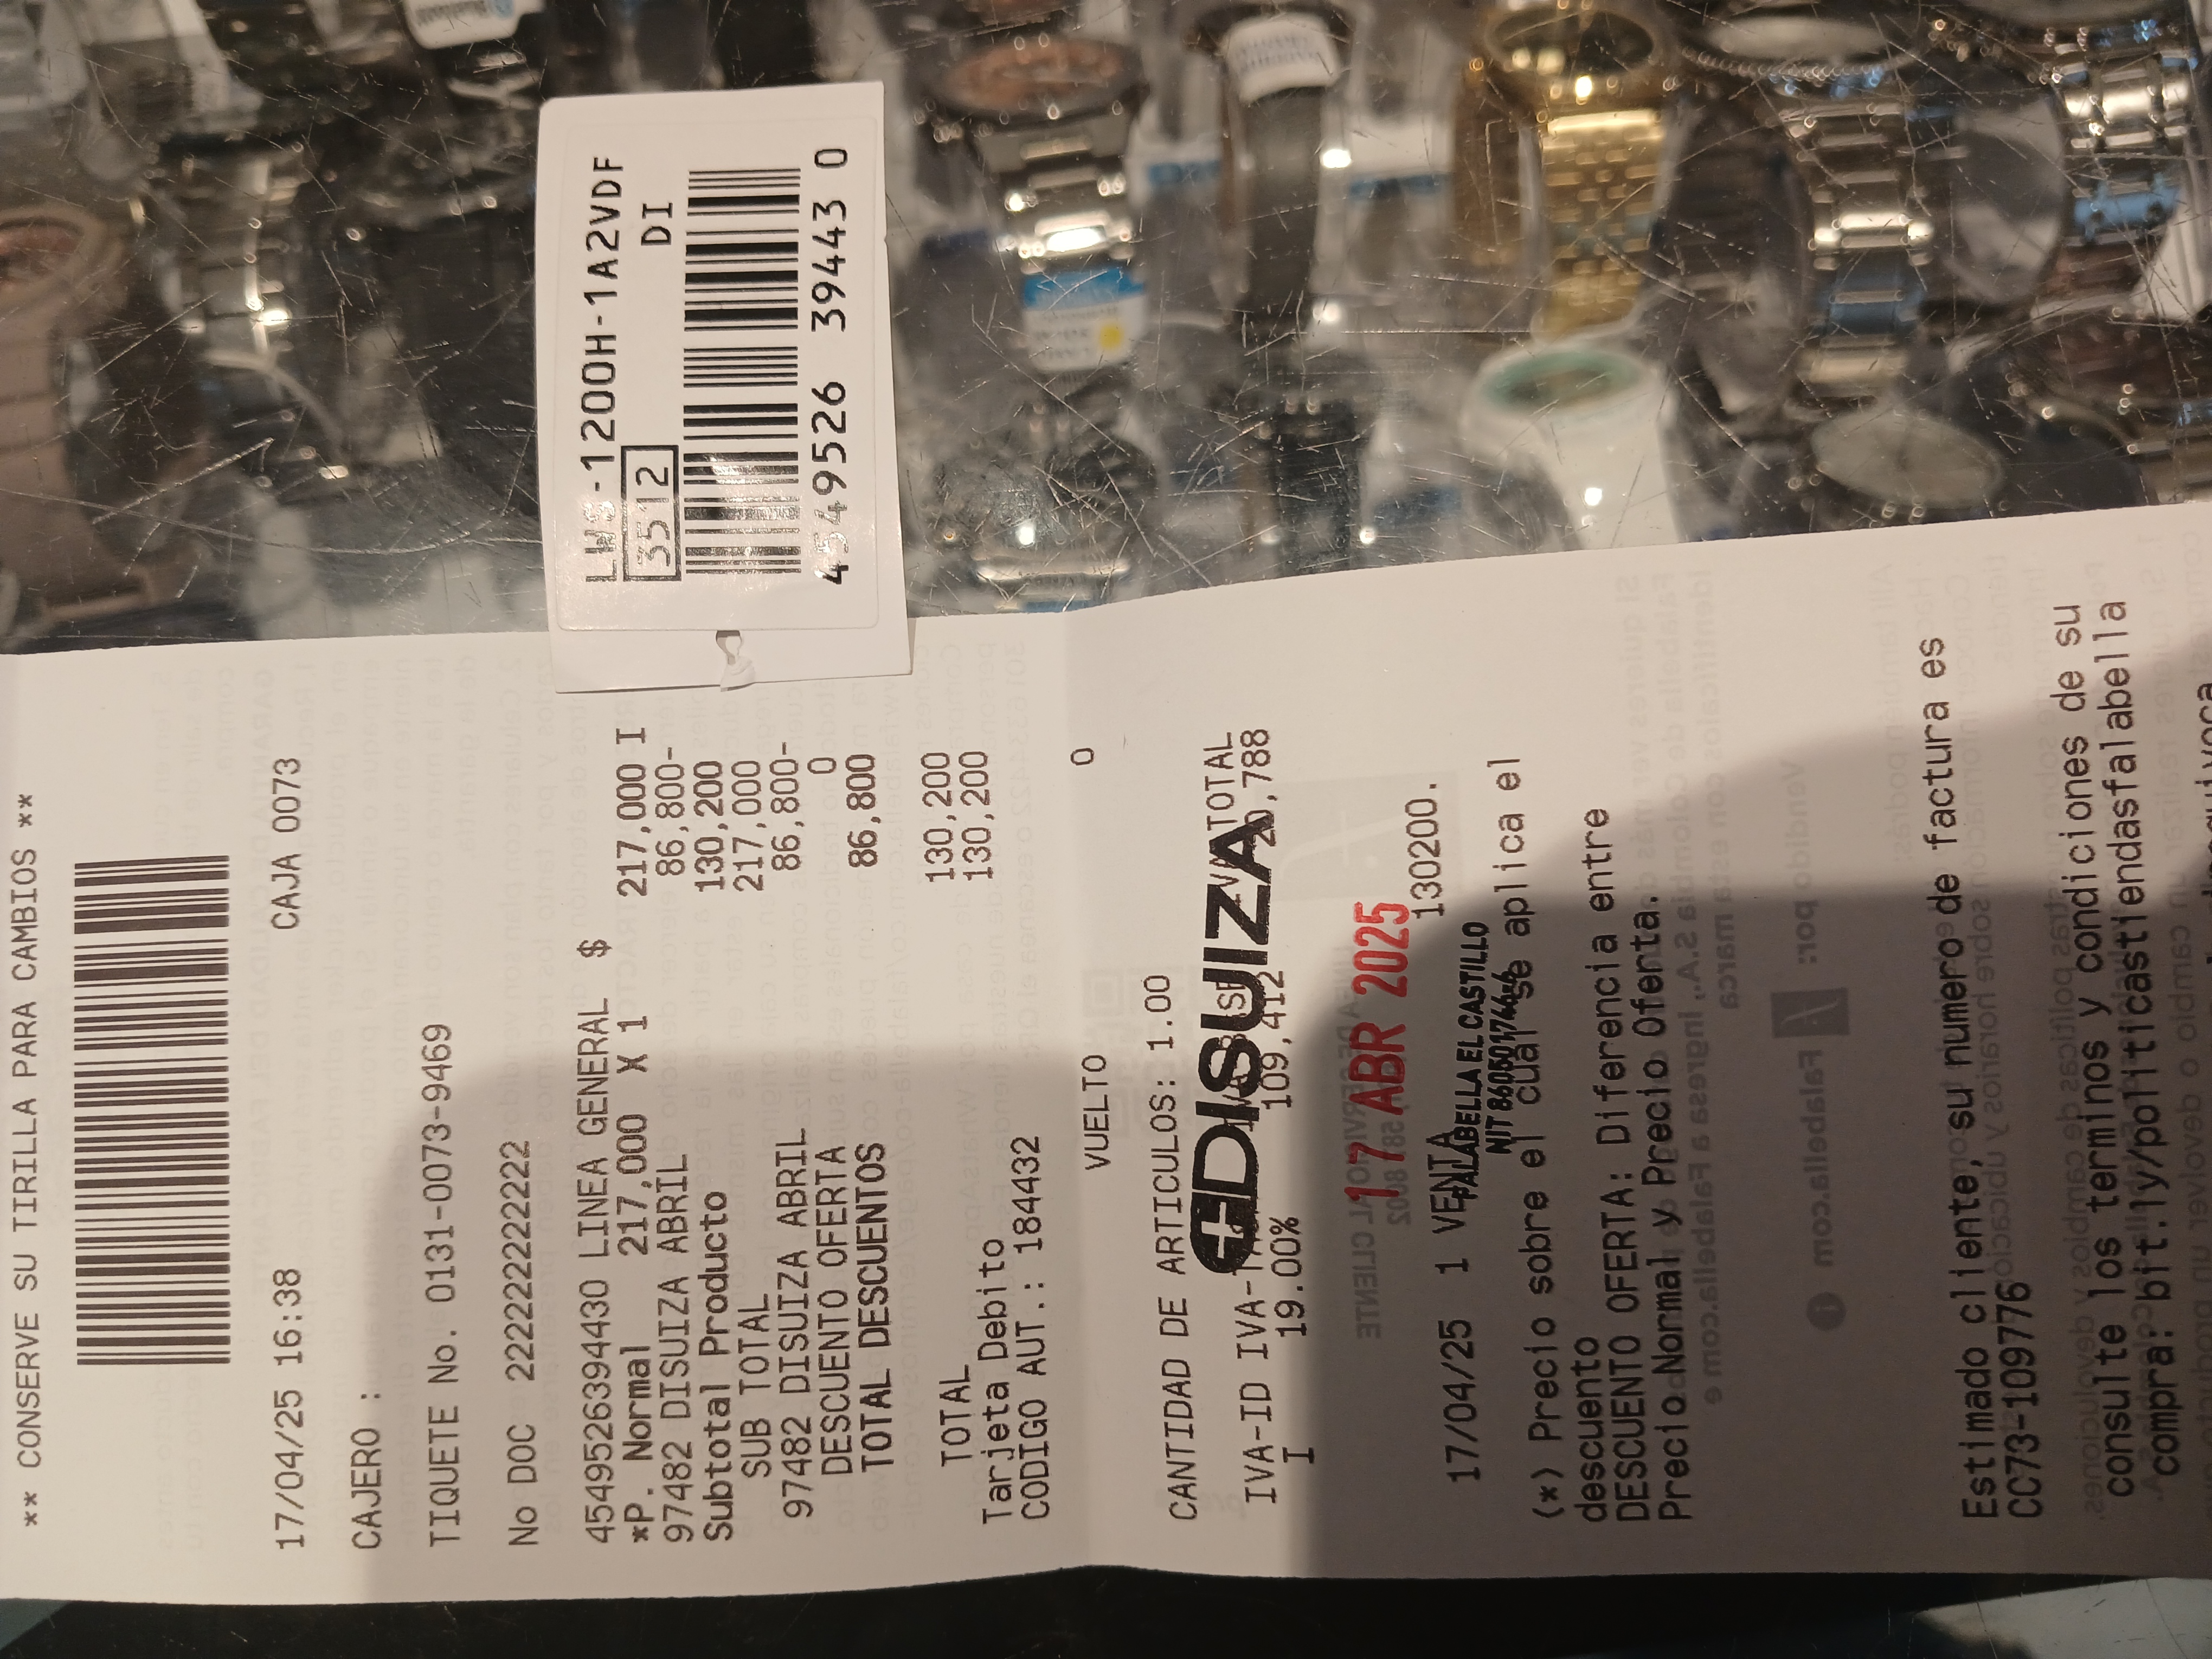 ** CONSERVE SU TIRILLA PARA CAMBIOS **
17/04/25 16:38 CAJA 0073
CAJERO :
TIQUETE No. 0131-0073-9469
No DOC 222222222222
4549526394430 LINEA GENERAL $ 217,000 I
*P. Normal 217,000 X 1 86,800-
97482 DISUIZA ABRIL 130,200
Subtotal Producto 217,000
SUB TOTAL 86,800-
97482 DISUIZA ABRIL 0
DESCUENTO OFERTA 86,800
TOTAL DESCUENTOS
TOTAL 130,200
Tarjeta Debito 130,200
CODIGO AUT.: 184432
VUELTO 0
CANTIDAD DE ARTICULOS: 1.00
IVA-ID IVA- TOTAL
I 19.00% 109,412 20,788
DISUIZA
17 ABR 2025
17/04/25 1 VENTA 130200.
FALABELLA EL CASTILLO
NIT
(*) Precio sobre el cual se aplica el
descuento
DESCUENTO OFERTA: Diferencia entre
Precio Normal y Precio Oferta.
Estimado cliente, su numero de factura es
CC73-109776
consulte los terminos y condiciones de su
compra: bit.ly/politicastiendasfalabella
LWS-1200H-1A2VDF
3512 DI
4 549526 394430